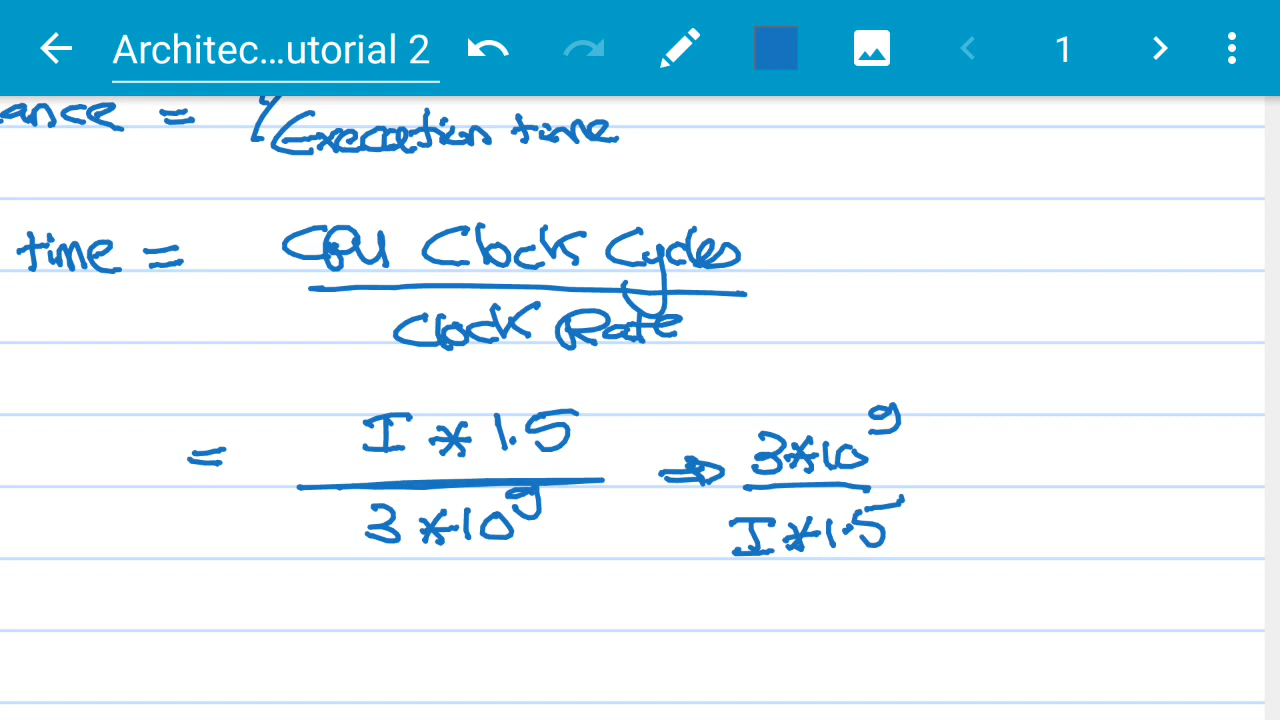 Architec...utorial 2 1
ance = 1/Execution time
time = CPU Clock Cycles
Clock Rate
= I * 1.5 / 3 * 10^9 ⇒ 3*10^9 / I*1.5